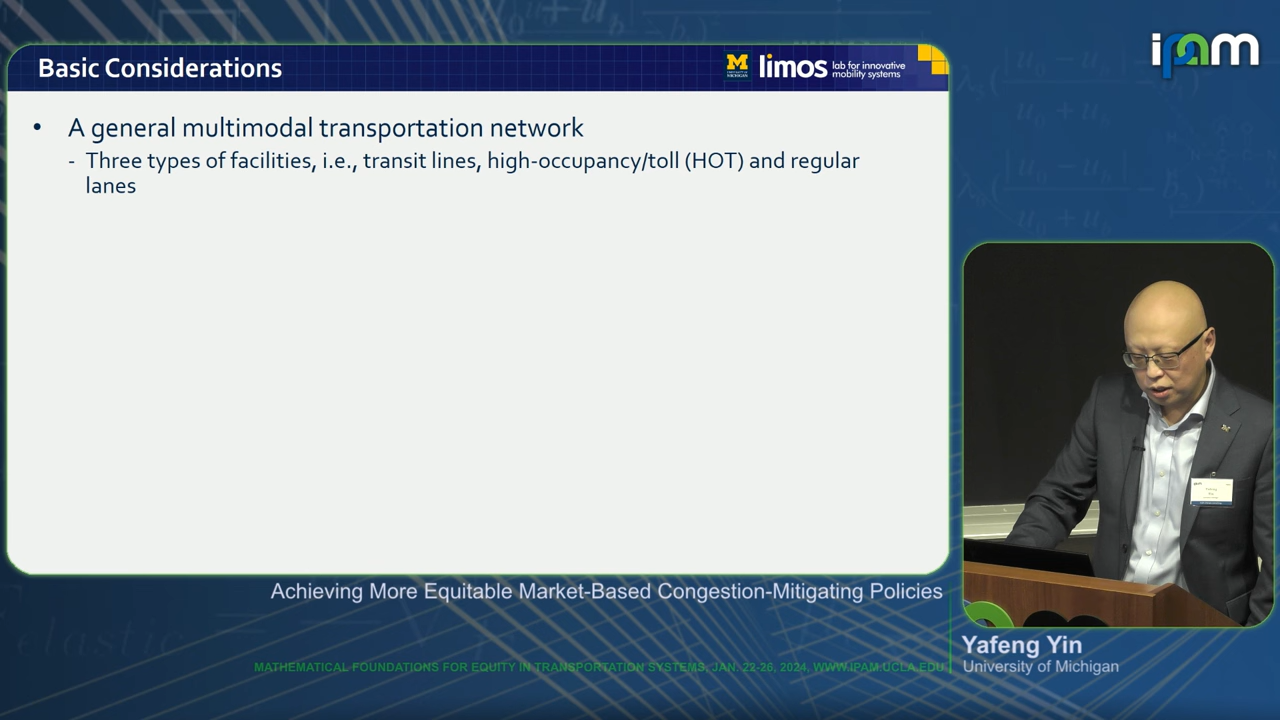 Basic Considerations
M
limos lab for innovative
mobility systems
ipam
• A general multimodal transportation network
- Three types of facilities, i.e., transit lines, high-occupancy/toll (HOT) and regular
lanes
Achieving More Equitable Market-Based Congestion-Mitigating Policies
Yafeng Yin
University of Michigan
MATHEMATICAL FOUNDATIONS FOR EQUITY IN TRANSPORTATION SYSTEMS, JAN. 22-26, 2024, WWW.IPAM.UCLA.EDU
elastic